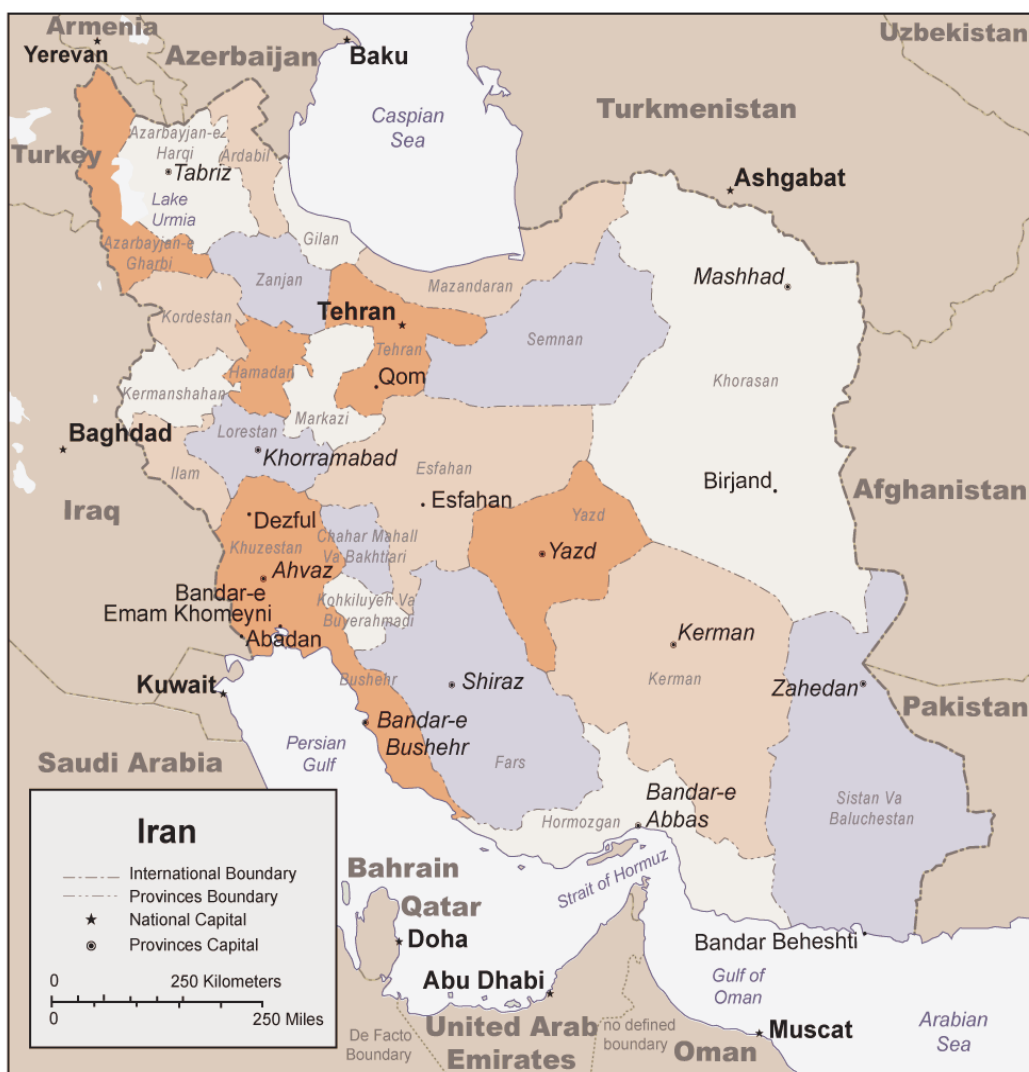 Armenia
Yerevan
Azerbaijan
Baku
Uzbekistan
Caspian
Sea
Turkmenistan
Turkey
Azarbayjan-e
Harqi
Ardabil
Tabriz
Ashgabat
Lake
Urmia
Gilan
Azarbayjan-e
Gharbi
Zanjan
Mazandaran
Mashhad
Kordestan
Tehran
Tehran
Semnan
Khorasan
Hamadan
Qom
Kermanshahan
Markazi
Baghdad
Lorestan
Khorramabad
Ilam
Esfahan
Esfahan
Birjand
Afghanistan
Iraq
Dezful
Khuzestan
Chahar Mahall
Va Bakhtiari
Yazd
Yazd
Ahvaz
Bandar-e
Emam Khomeyni
Kohkiluyeh Va
Buyerahmadi
Abadan
Kerman
Kerman
Kuwait
Bushehr
Shiraz
Zahedan
Pakistan
Bandar-e
Bushehr
Persian
Gulf
Saudi Arabia
Fars
Bandar-e
Abbas
Sistan Va
Baluchestan
Hormozgan
Strait of Hormuz
Bahrain
Qatar
Doha
Bandar Beheshti
Abu Dhabi
Gulf of
Oman
United Arab
Emirates
De Facto
Boundary
no defined
boundary
Oman
Muscat
Arabian
Sea
Iran
International Boundary
Provinces Boundary
National Capital
Provinces Capital
0 250 Kilometers
0 250 Miles